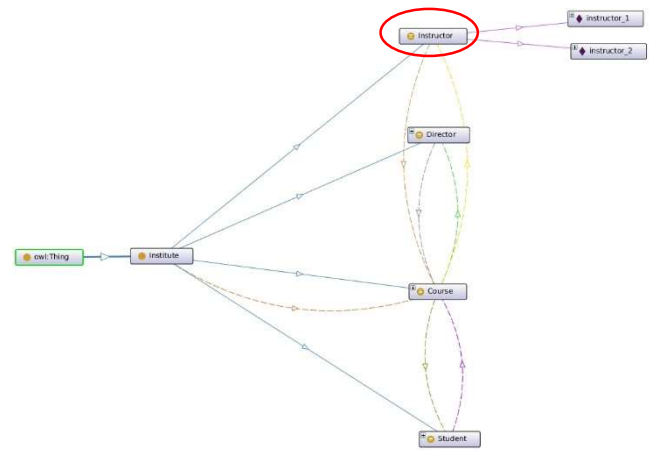 instructor_1
Instructor
instructor_2
Director
owl:Thing
Institute
Course
Student